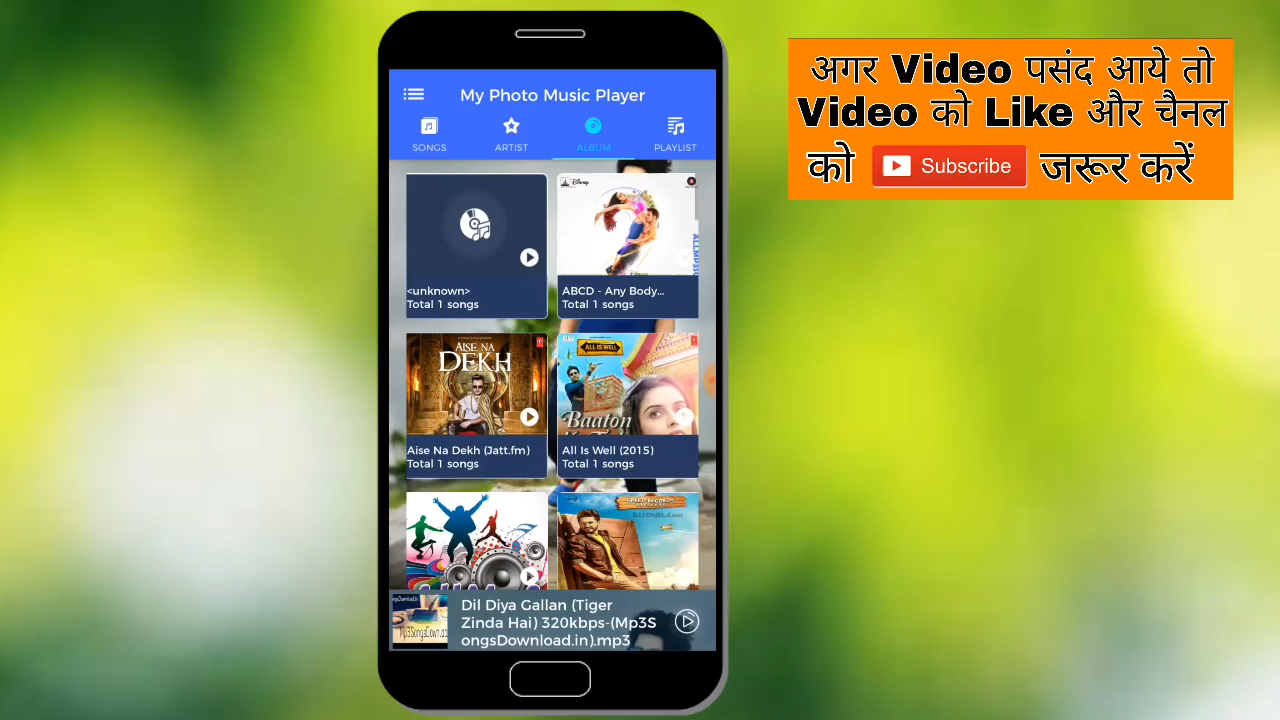 My Photo Music Player
SONGS
ARTIST
ALBUM
PLAYLIST
<unknown>
Total 1 songs
Disney
ABCD - Any Body...
Total 1 songs
AISE NA
DEKH
Aise Na Dekh (Jatt.fm)
Total 1 songs
ALL IS WELL
Baaton
All Is Well (2015)
Total 1 songs
SPEED RECORDS
Dil Diya Gallan (Tiger
Zinda Hai) 320kbps-(Mp3S
ongsDownload.in).mp3
अगर Video पसंद आये तो
Video को Like और चैनल
को Subscribe जरूर करें